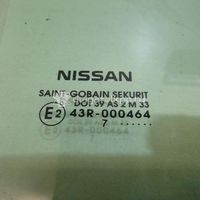 NISSAN
SAINT-GOBAIN SEKURIT
DOT 39 AS 2 M 33
E2 43R-000464
7 .....